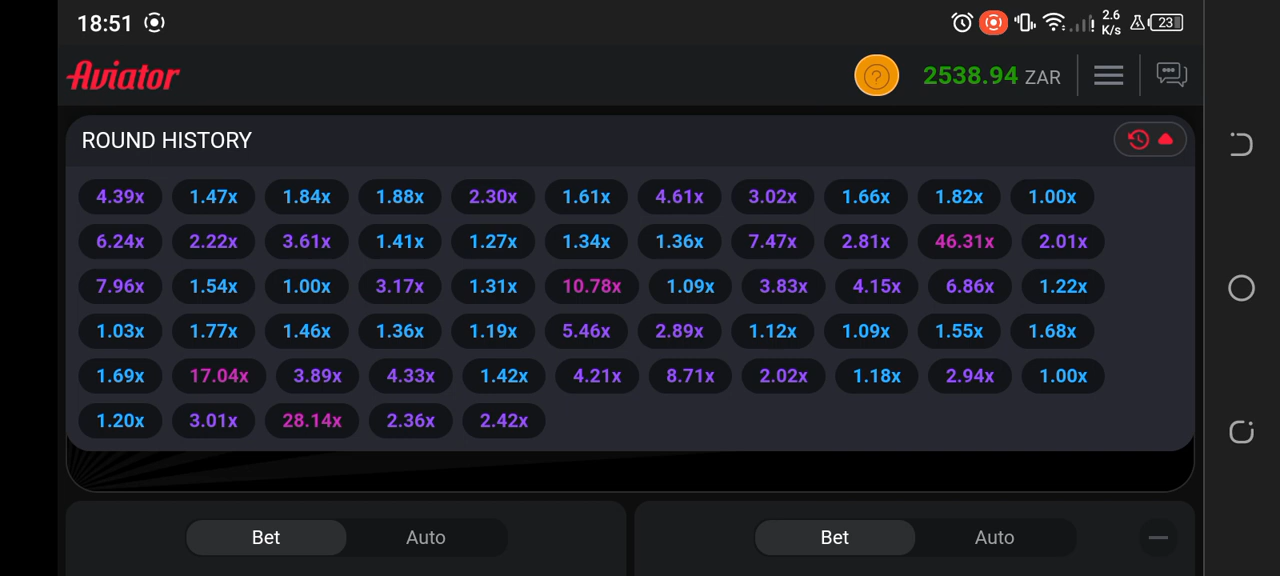 18:51 2.6 K/s 23
Aviator ? 2538.94 ZAR
ROUND HISTORY
4.39x 1.47x 1.84x 1.88x 2.30x 1.61x 4.61x 3.02x 1.66x 1.82x 1.00x
6.24x 2.22x 3.61x 1.41x 1.27x 1.34x 1.36x 7.47x 2.81x 46.31x 2.01x
7.96x 1.54x 1.00x 3.17x 1.31x 10.78x 1.09x 3.83x 4.15x 6.86x 1.22x
1.03x 1.77x 1.46x 1.36x 1.19x 5.46x 2.89x 1.12x 1.09x 1.55x 1.68x
1.69x 17.04x 3.89x 4.33x 1.42x 4.21x 8.71x 2.02x 1.18x 2.94x 1.00x
1.20x 3.01x 28.14x 2.36x 2.42x
Bet Auto Bet Auto